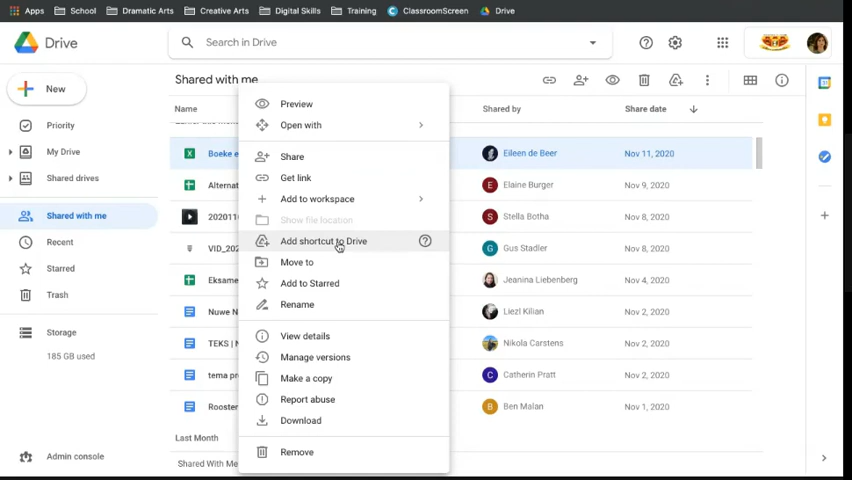 Apps School Dramatic Arts Creative Arts Digital Skills Training ClassroomScreen Drive
Drive
Search in Drive
New
Priority
My Drive
Shared drives
Shared with me
Recent
Starred
Trash
Storage
185 GB used
Admin console
Shared with me
Name Shared by Share date
Boeke e Eileen de Beer Nov 11, 2020
Alternat Elaine Burger Nov 9, 2020
2020110 Stella Botha Nov 8, 2020
VID_202 Gus Stadler Nov 8, 2020
Eksame Jeanina Liebenberg Nov 4, 2020
Nuwe N Liezl Kilian Nov 2, 2020
TEKS | N Nikola Carstens Nov 2, 2020
tema pr Catherin Pratt Nov 2, 2020
Rooster Ben Malan Nov 1, 2020
Last Month
Shared With Me
Preview
Open with
Share
Get link
Add to workspace
Show file location
Add shortcut to Drive
Move to
Add to Starred
Rename
View details
Manage versions
Make a copy
Report abuse
Download
Remove